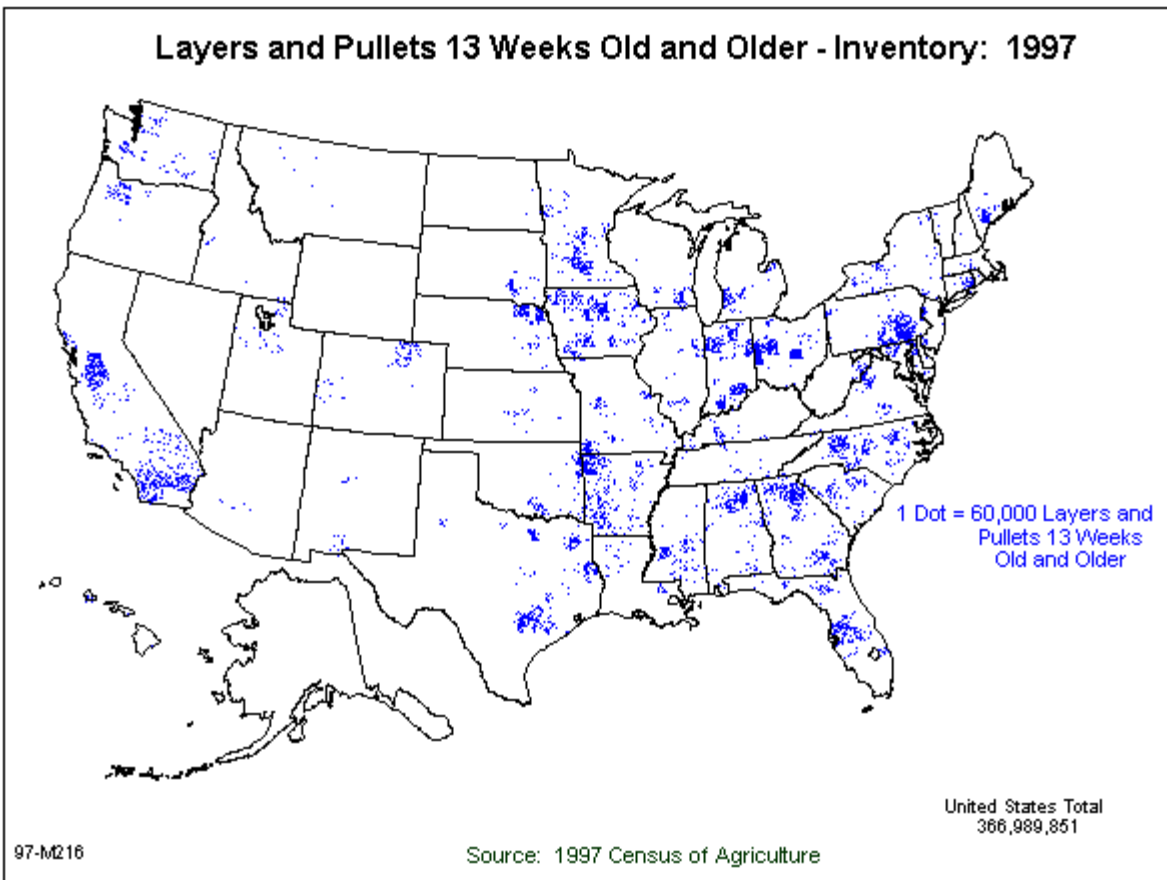 Layers and Pullets 13 Weeks Old and Older - Inventory: 1997
1 Dot = 60,000 Layers and
Pullets 13 Weeks
Old and Older
United States Total
366,989,851
97-M216
Source: 1997 Census of Agriculture